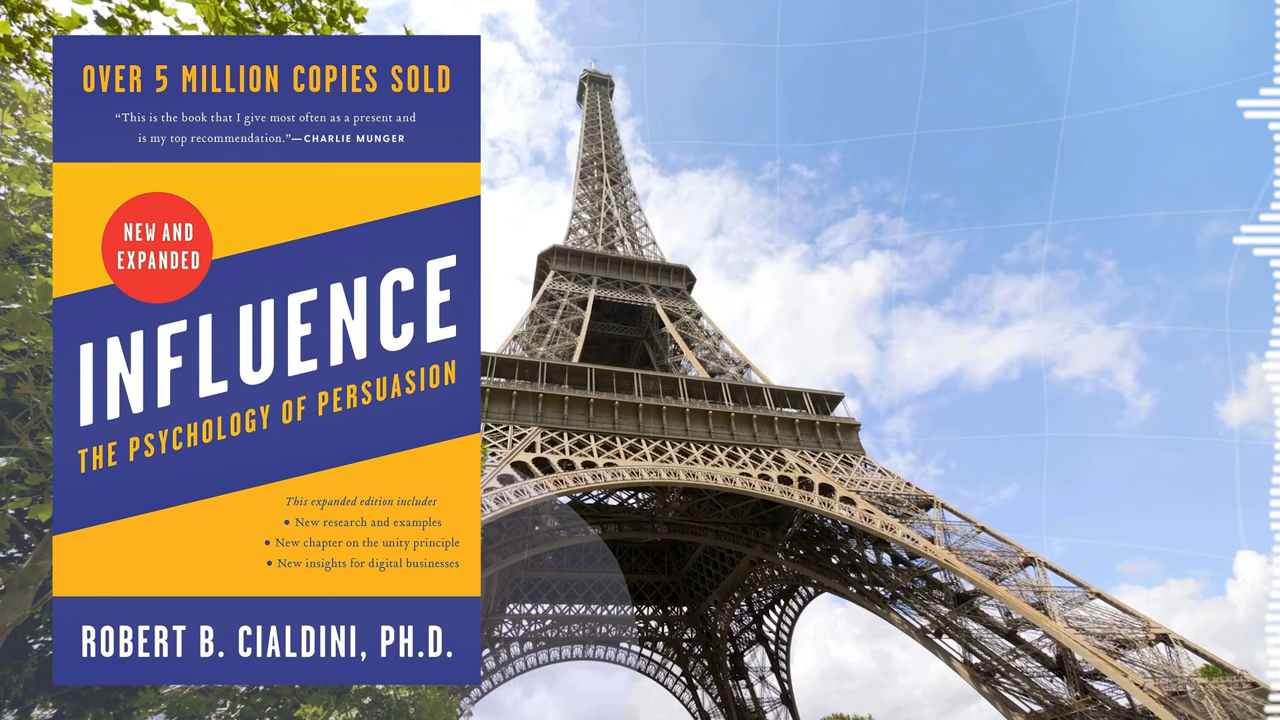 OVER 5 MILLION COPIES SOLD
“This is the book that I give most often as a present and
is my top recommendation.”—CHARLIE MUNGER
NEW AND
EXPANDED
INFLUENCE
THE PSYCHOLOGY OF PERSUASION
This expanded edition includes
• New research and examples
• New chapter on the unity principle
• New insights for digital businesses
ROBERT B. CIALDINI, PH.D.